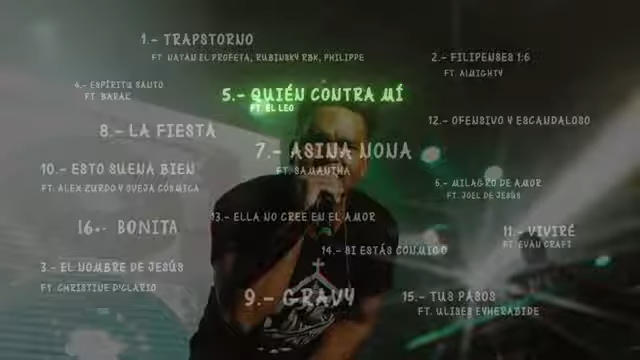 1.- TRAPSTORNO
FT. NATAN EL PROFETA, RUBINSKY RBK, PHILIPPE
2.- FILIPENSES 1:6
FT. ALMIGHTY
4.- ESPÍRITU SANTO
FT. BARAK
5.- QUIÉN CONTRA MÍ
FT. EL LEO
12.- OFENSIVO Y ESCANDALOSO
8.- LA FIESTA
7.- ASINA NONA
FT. SAMANTHA
10.- ESTO SUENA BIEN
FT. ALEX ZURDO Y OVEJA CÓSMICA
6.- MILAGRO DE AMOR
FT. JOEL DE JESÚS
13.- ELLA NO CREE EN EL AMOR
16.- BONITA
11.- VIVIRÉ
FT. EVAN CRAFT
14.- SI ESTÁS CONMIGO
3.- EL NOMBRE DE JESÚS
FT. CHRISTINE D'CLARIO
9.- GRAVY
15.- TUS PASOS
FT. ULISES EYHERABIDE